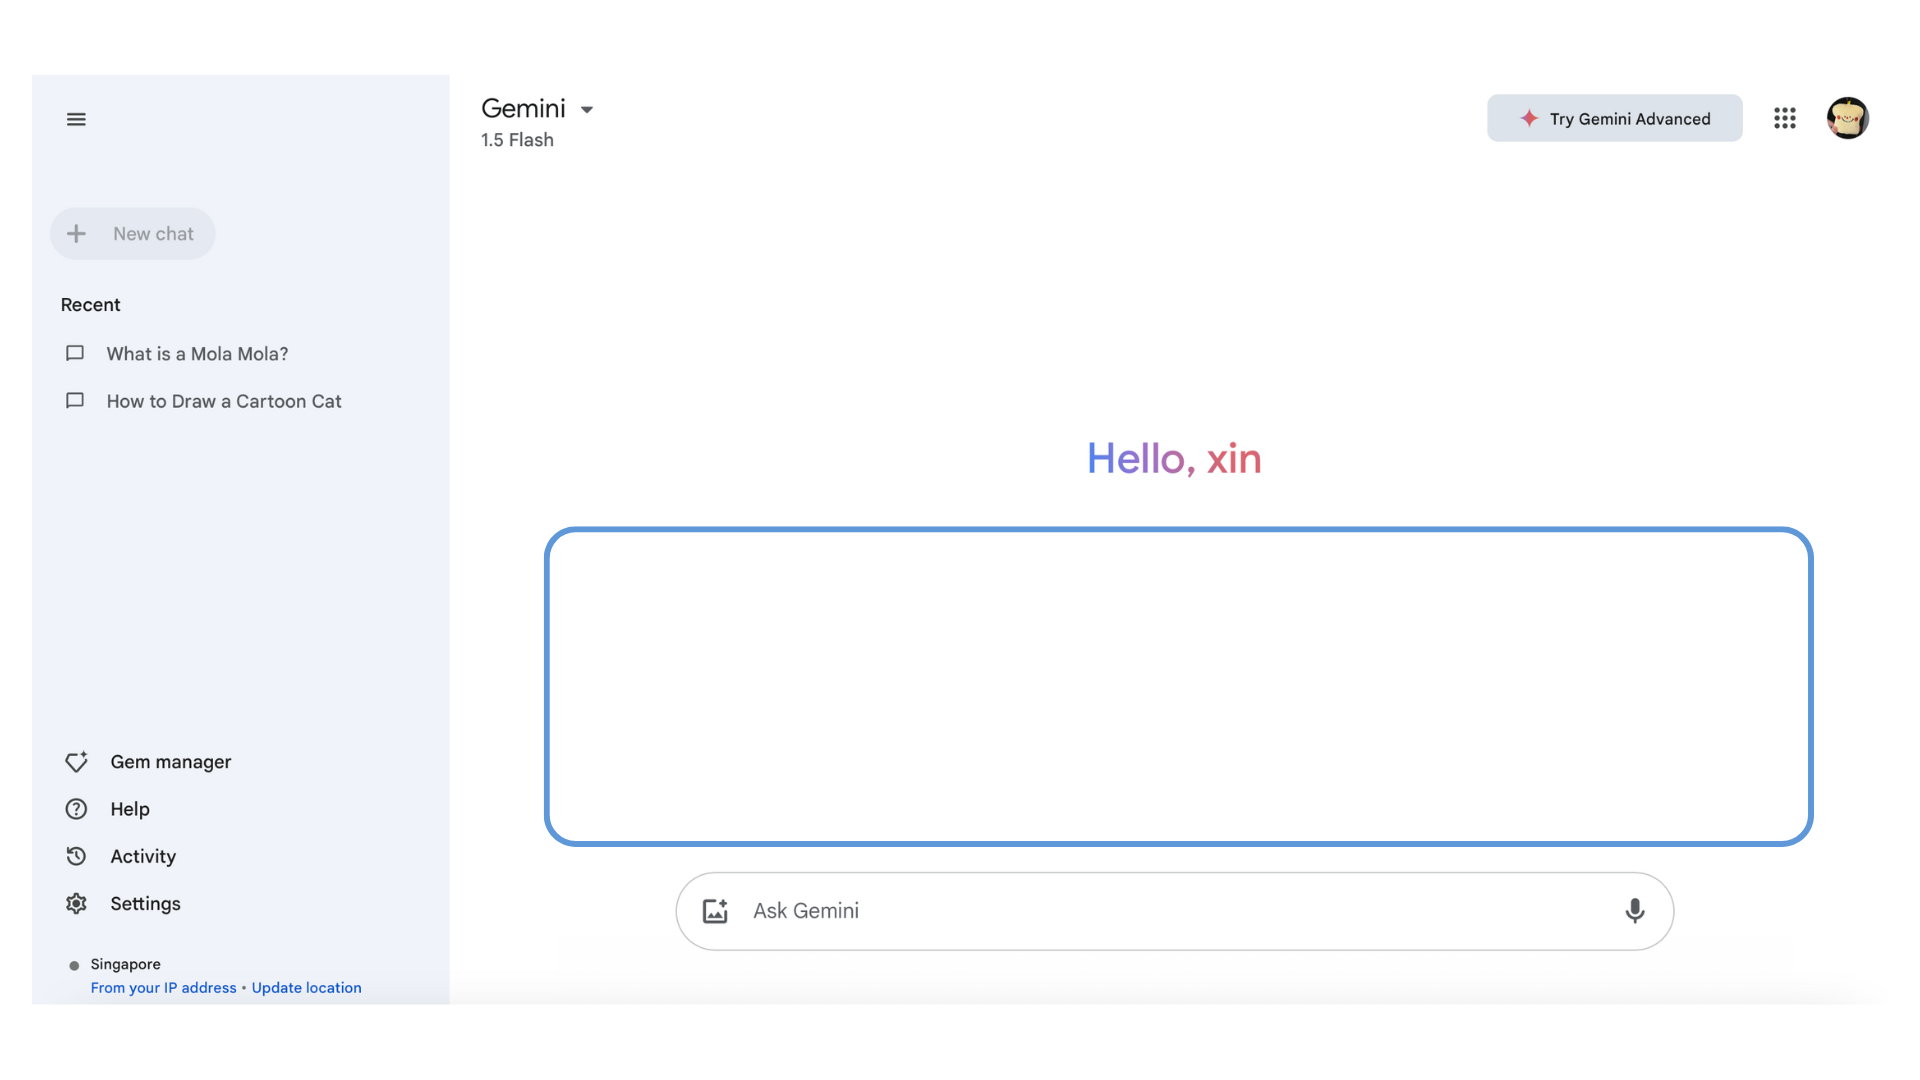 Gemini
1.5 Flash
Try Gemini Advanced
New chat
Recent
What is a Mola Mola?
How to Draw a Cartoon Cat
Hello, xin
Gem manager
Help
Activity
Settings
Ask Gemini
Singapore
From your IP address • Update location